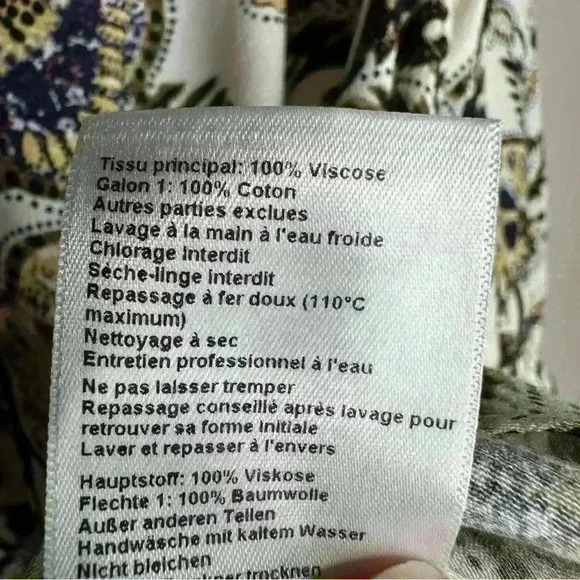 Tissu principal: 100% Viscose
Galon 1: 100% Coton
Autres parties exclues
Lavage à la main à l'eau froide
Chlorage interdit
Sèche-linge interdit
Repassage à fer doux (110°C
maximum)
Nettoyage à sec
Entretien professionnel à l'eau
Ne pas laisser tremper
Repassage conseillé après lavage pour
retrouver sa forme initiale
Laver et repasser à l'envers
Hauptstoff: 100% Viskose
Flechte 1: 100% Baumwolle
Außer anderen Teilen
Handwäsche mit kaltem Wasser
Nicht bleichen
trocknen